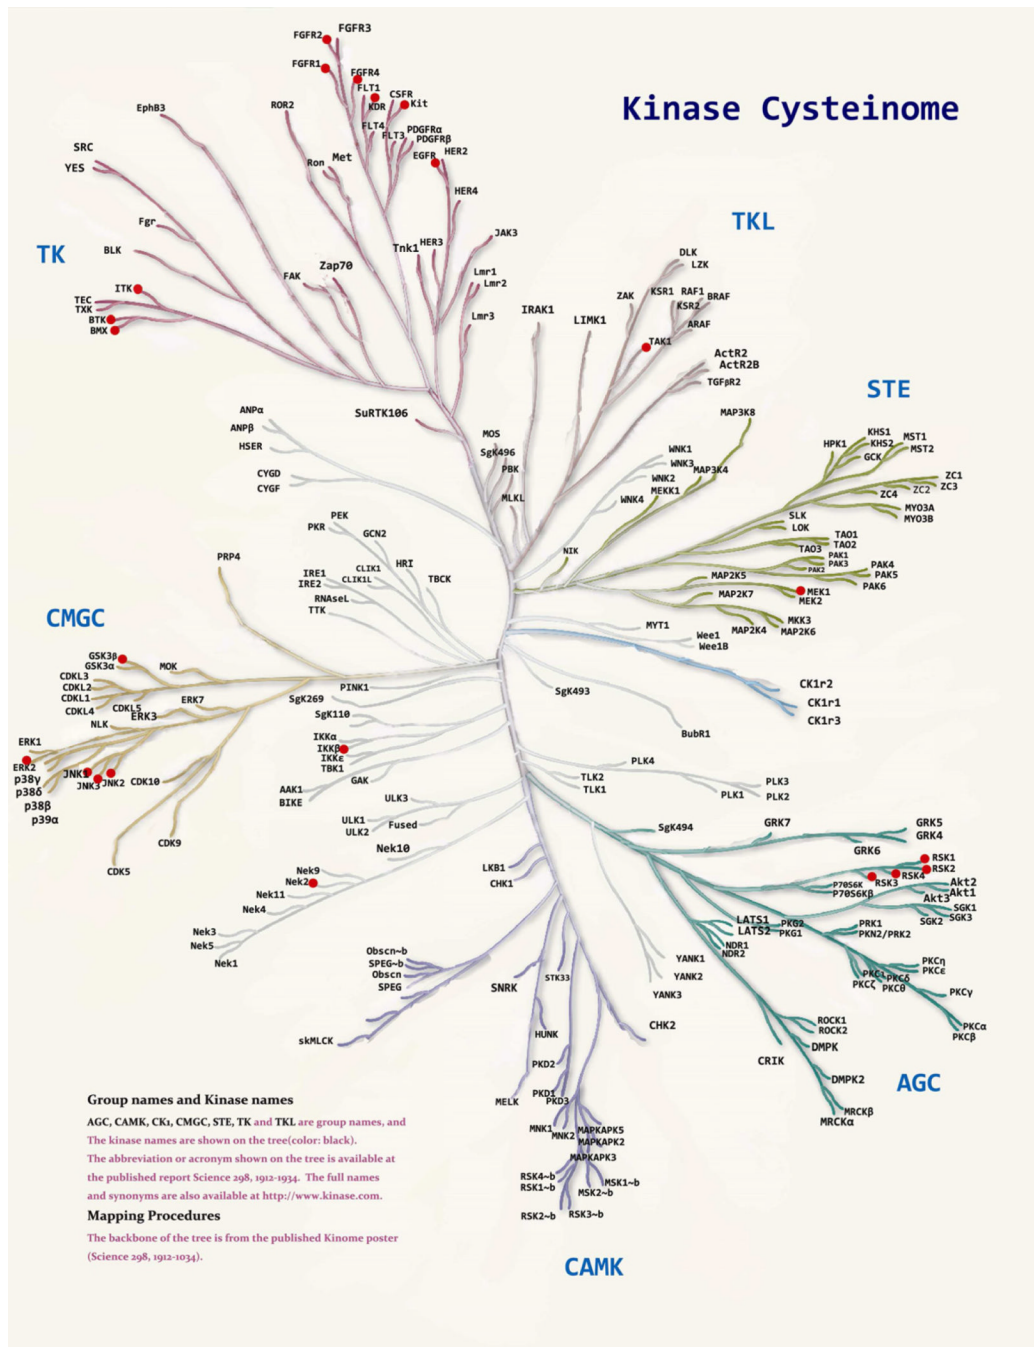 Kinase Cysteinome
TK
TKL
STE
CMGC
AGC
CAMK
FGFR2
FGFR3
FGFR1
FGFR4
FLT1
KDR
CSFR
Kit
FLT4
FLT3
PDGFRα
PDGFRβ
EGFR
HER2
HER4
EphB3
ROR2
Ron
Met
SRC
YES
Fgr
BLK
ITK
TEC
TXK
BTK
BMX
FAK
Zap70
Tnk1
HER3
JAK3
Lmr1
Lmr2
Lmr3
SuRTK106
IRAK1
LIMK1
ZAK
DLK
LZK
KSR1
RAF1
KSR2
BRAF
ARAF
TAK1
ActR2
ActR2B
TGFβR2
MOS
SgK496
PBK
MLKL
ANPα
ANPβ
HSER
CYGD
CYGF
PEK
PKR
GCN2
HRI
CLIK1
CLIK1L
TBCK
IRE1
IRE2
RNAseL
TTK
PRP4
WNK1
WNK3
WNK2
WNK4
MEKK1
MAP3K4
MAP3K8
NIK
HPK1
KHS1
KHS2
GCK
MST1
MST2
ZC1
ZC2
ZC3
ZC4
MYO3A
MYO3B
SLK
LOK
TAO1
TAO2
TAO3
PAK1
PAK3
PAK2
PAK4
PAK5
PAK6
MAP2K5
MAP2K7
MEK1
MEK2
MKK3
MAP2K4
MAP2K6
MYT1
Wee1
Wee1B
CK1r2
CK1r1
CK1r3
SgK493
BubR1
GSK3β
GSK3α
MOK
CDKL3
CDKL2
CDKL1
CDKL4
CDKL5
ERK7
ERK3
NLK
ERK1
ERK2
p38γ
p38δ
p38β
p39α
JNK1
JNK3
JNK2
CDK10
CDK9
CDK5
PINK1
SgK269
SgK110
IKKα
IKKβ
IKKε
TBK1
GAK
AAK1
BIKE
ULK3
ULK1
ULK2
Fused
Nek10
Nek9
Nek2
Nek11
Nek4
Nek3
Nek5
Nek1
PLK4
TLK2
TLK1
PLK3
PLK1
PLK2
SgK494
GRK7
GRK5
GRK4
GRK6
RSK1
RSK2
RSK4
RSK3
P70S6K
P70S6Kβ
Akt2
Akt1
Akt3
SGK1
SGK2
SGK3
LATS1
LATS2
PKG2
PKG1
NDR1
NDR2
PRK1
PKN2/PRK2
PKCη
PKCε
PKCδ
PKCζ
PKCθ
PKCγ
PKCα
PKCβ
ROCK1
ROCK2
DMPK
CRIK
DMPK2
MRCKβ
MRCKα
YANK1
YANK2
YANK3
LKB1
CHK1
Obscn~b
SPEG~b
Obscn
SPEG
skMLCK
SNRK
STK33
HUNK
CHK2
PKD2
PKD1
PKD3
MELK
MNK1
MNK2
MAPKAPK5
MAPKAPK2
MAPKAPK3
RSK4~b
RSK1~b
MSK1~b
MSK2~b
RSK2~b
RSK3~b
Group names and Kinase names
AGC, CAMK, CK1, CMGC, STE, TK and TKL are group names, and
The kinase names are shown on the tree(color: black).
The abbreviation or acronym shown on the tree is available at
the published report Science 298, 1912-1934. The full names
and synonyms are also available at http://www.kinase.com.
Mapping Procedures
The backbone of the tree is from the published Kinome poster
(Science 298, 1912-1034).